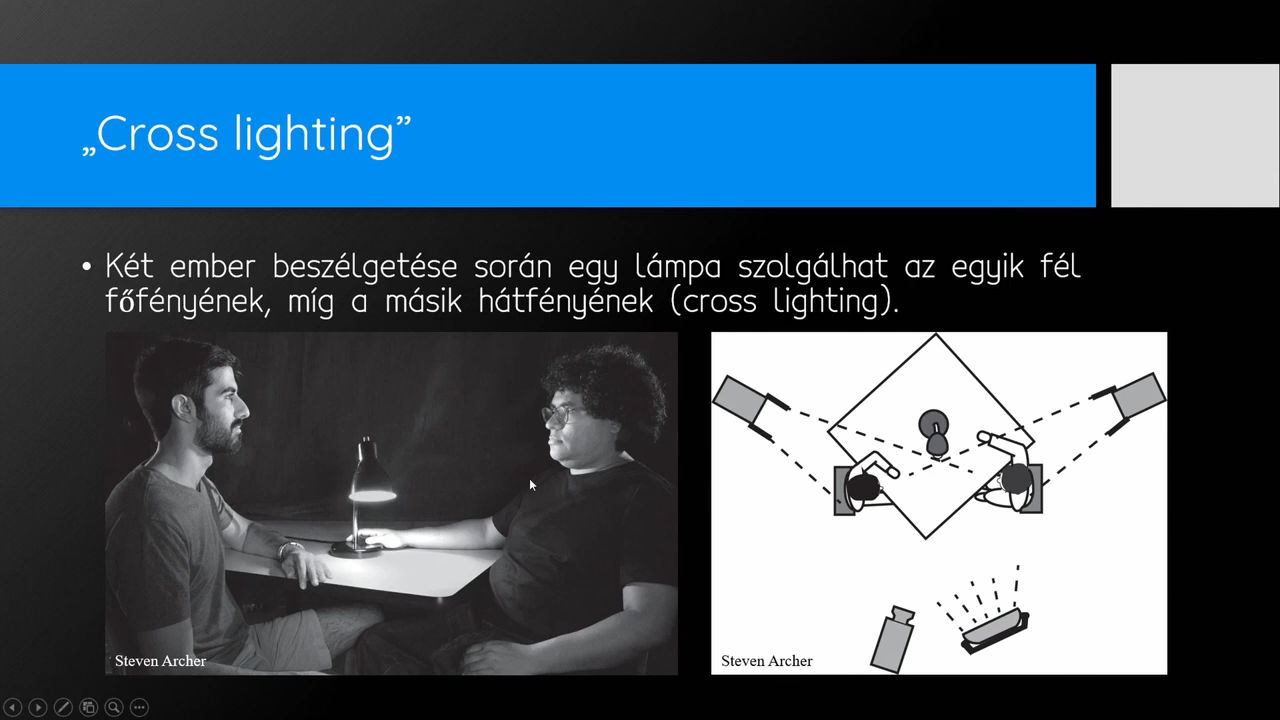 „Cross lighting”
• Két ember beszélgetése során egy lámpa szolgálhat az egyik fél
főfényének, míg a másik hátfényének (cross lighting).
Steven Archer
Steven Archer